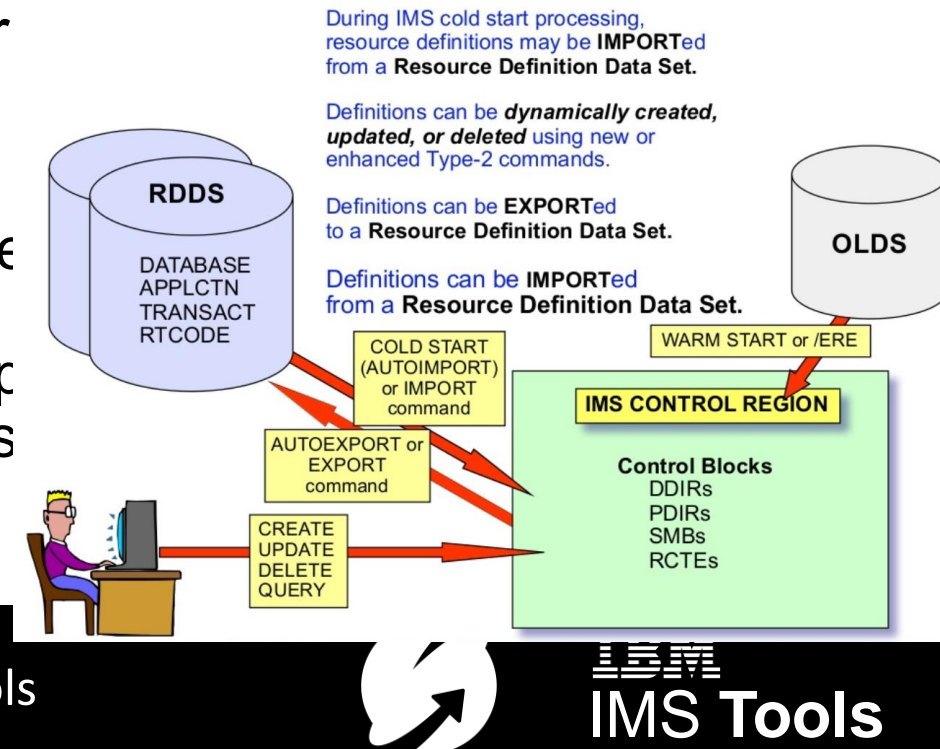 During IMS cold start processing,
resource definitions may be IMPORTed
from a Resource Definition Data Set.
Definitions can be dynamically created,
updated, or deleted using new or
enhanced Type-2 commands.
Definitions can be EXPORTed
to a Resource Definition Data Set.
Definitions can be IMPORTed
from a Resource Definition Data Set.
RDDS
DATABASE
APPLCTN
TRANSACT
RTCODE
OLDS
COLD START
(AUTOIMPORT)
or IMPORT
command
WARM START or /ERE
IMS CONTROL REGION
AUTOEXPORT or
EXPORT
command
Control Blocks
DDIRs
PDIRs
SMBs
RCTEs
CREATE
UPDATE
DELETE
QUERY
IBM
IMS Tools